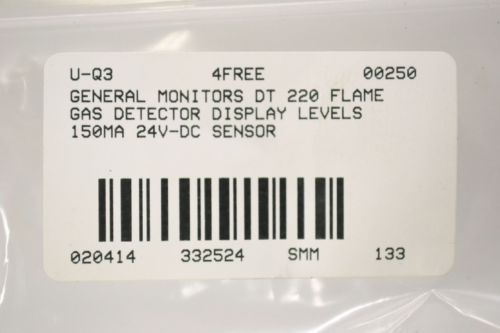 U-Q3 4FREE 00250
GENERAL MONITORS DT 220 FLAME
GAS DETECTOR DISPLAY LEVELS
150MA 24V-DC SENSOR
020414 332524 SMM 133